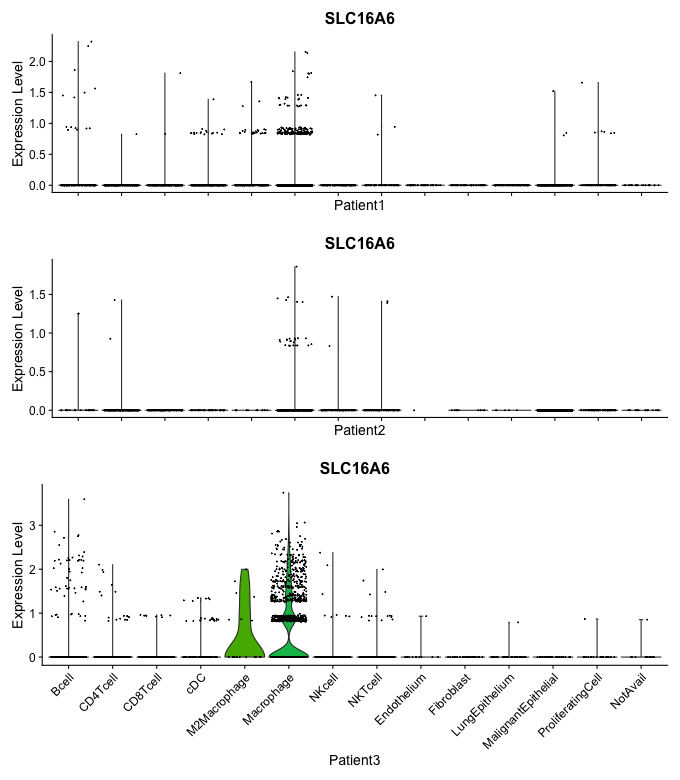 SLC16A6
Expression Level
2.0
1.5
1.0
0.5
0.0
Patient1
SLC16A6
Expression Level
1.5
1.0
0.5
0.0
Patient2
SLC16A6
Expression Level
3
2
1
0
Bcell
CD4Tcell
CD8Tcell
cDC
M2Macrophage
Macrophage
NKcell
NKTcell
Endothelium
Fibroblast
LungEpithelium
MalignantEpithelial
ProliferatingCell
NotAvail
Patient3